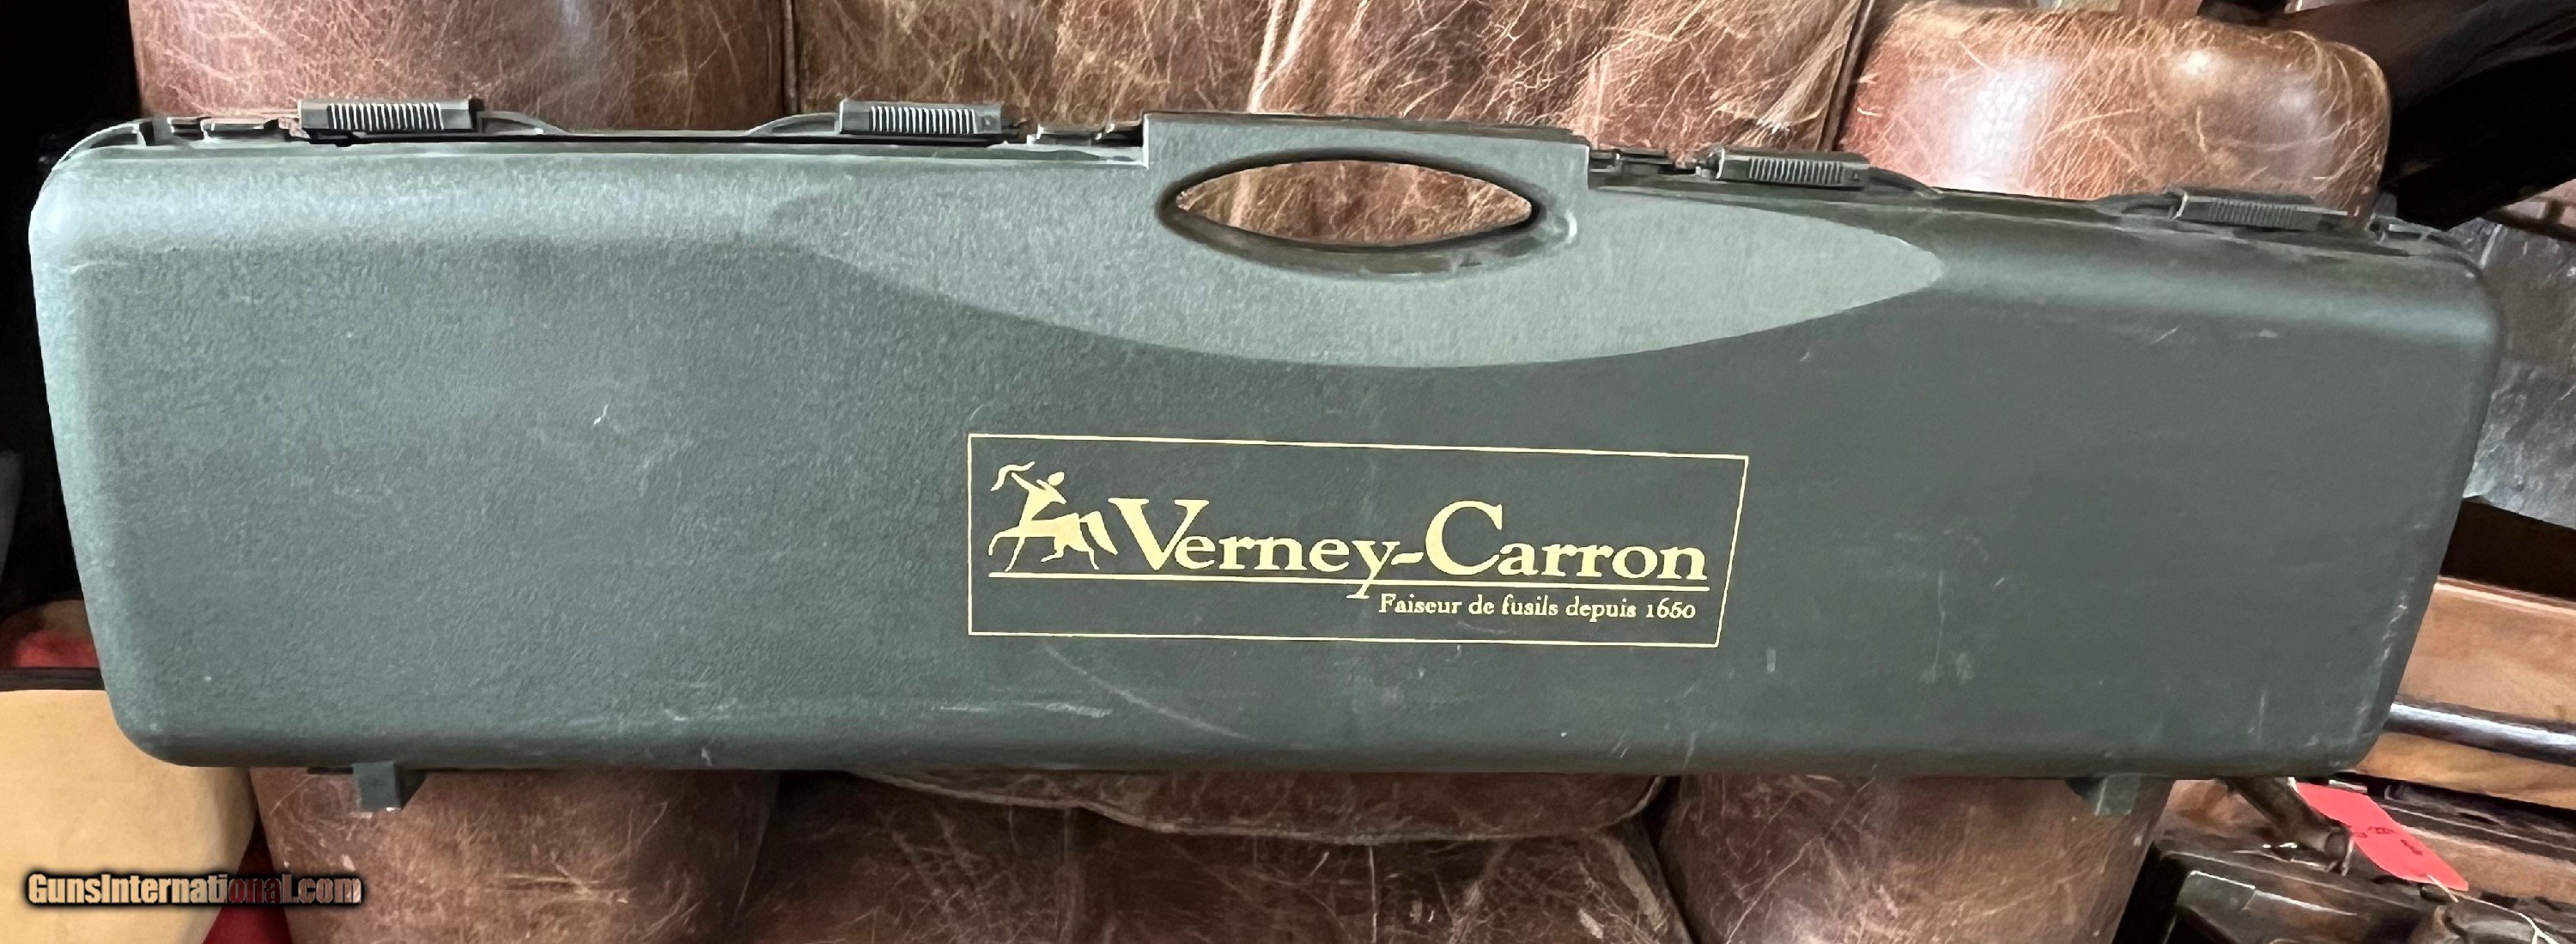 Verney-Carron
Faiseur de fusils depuis 1650
GunsInternational.com